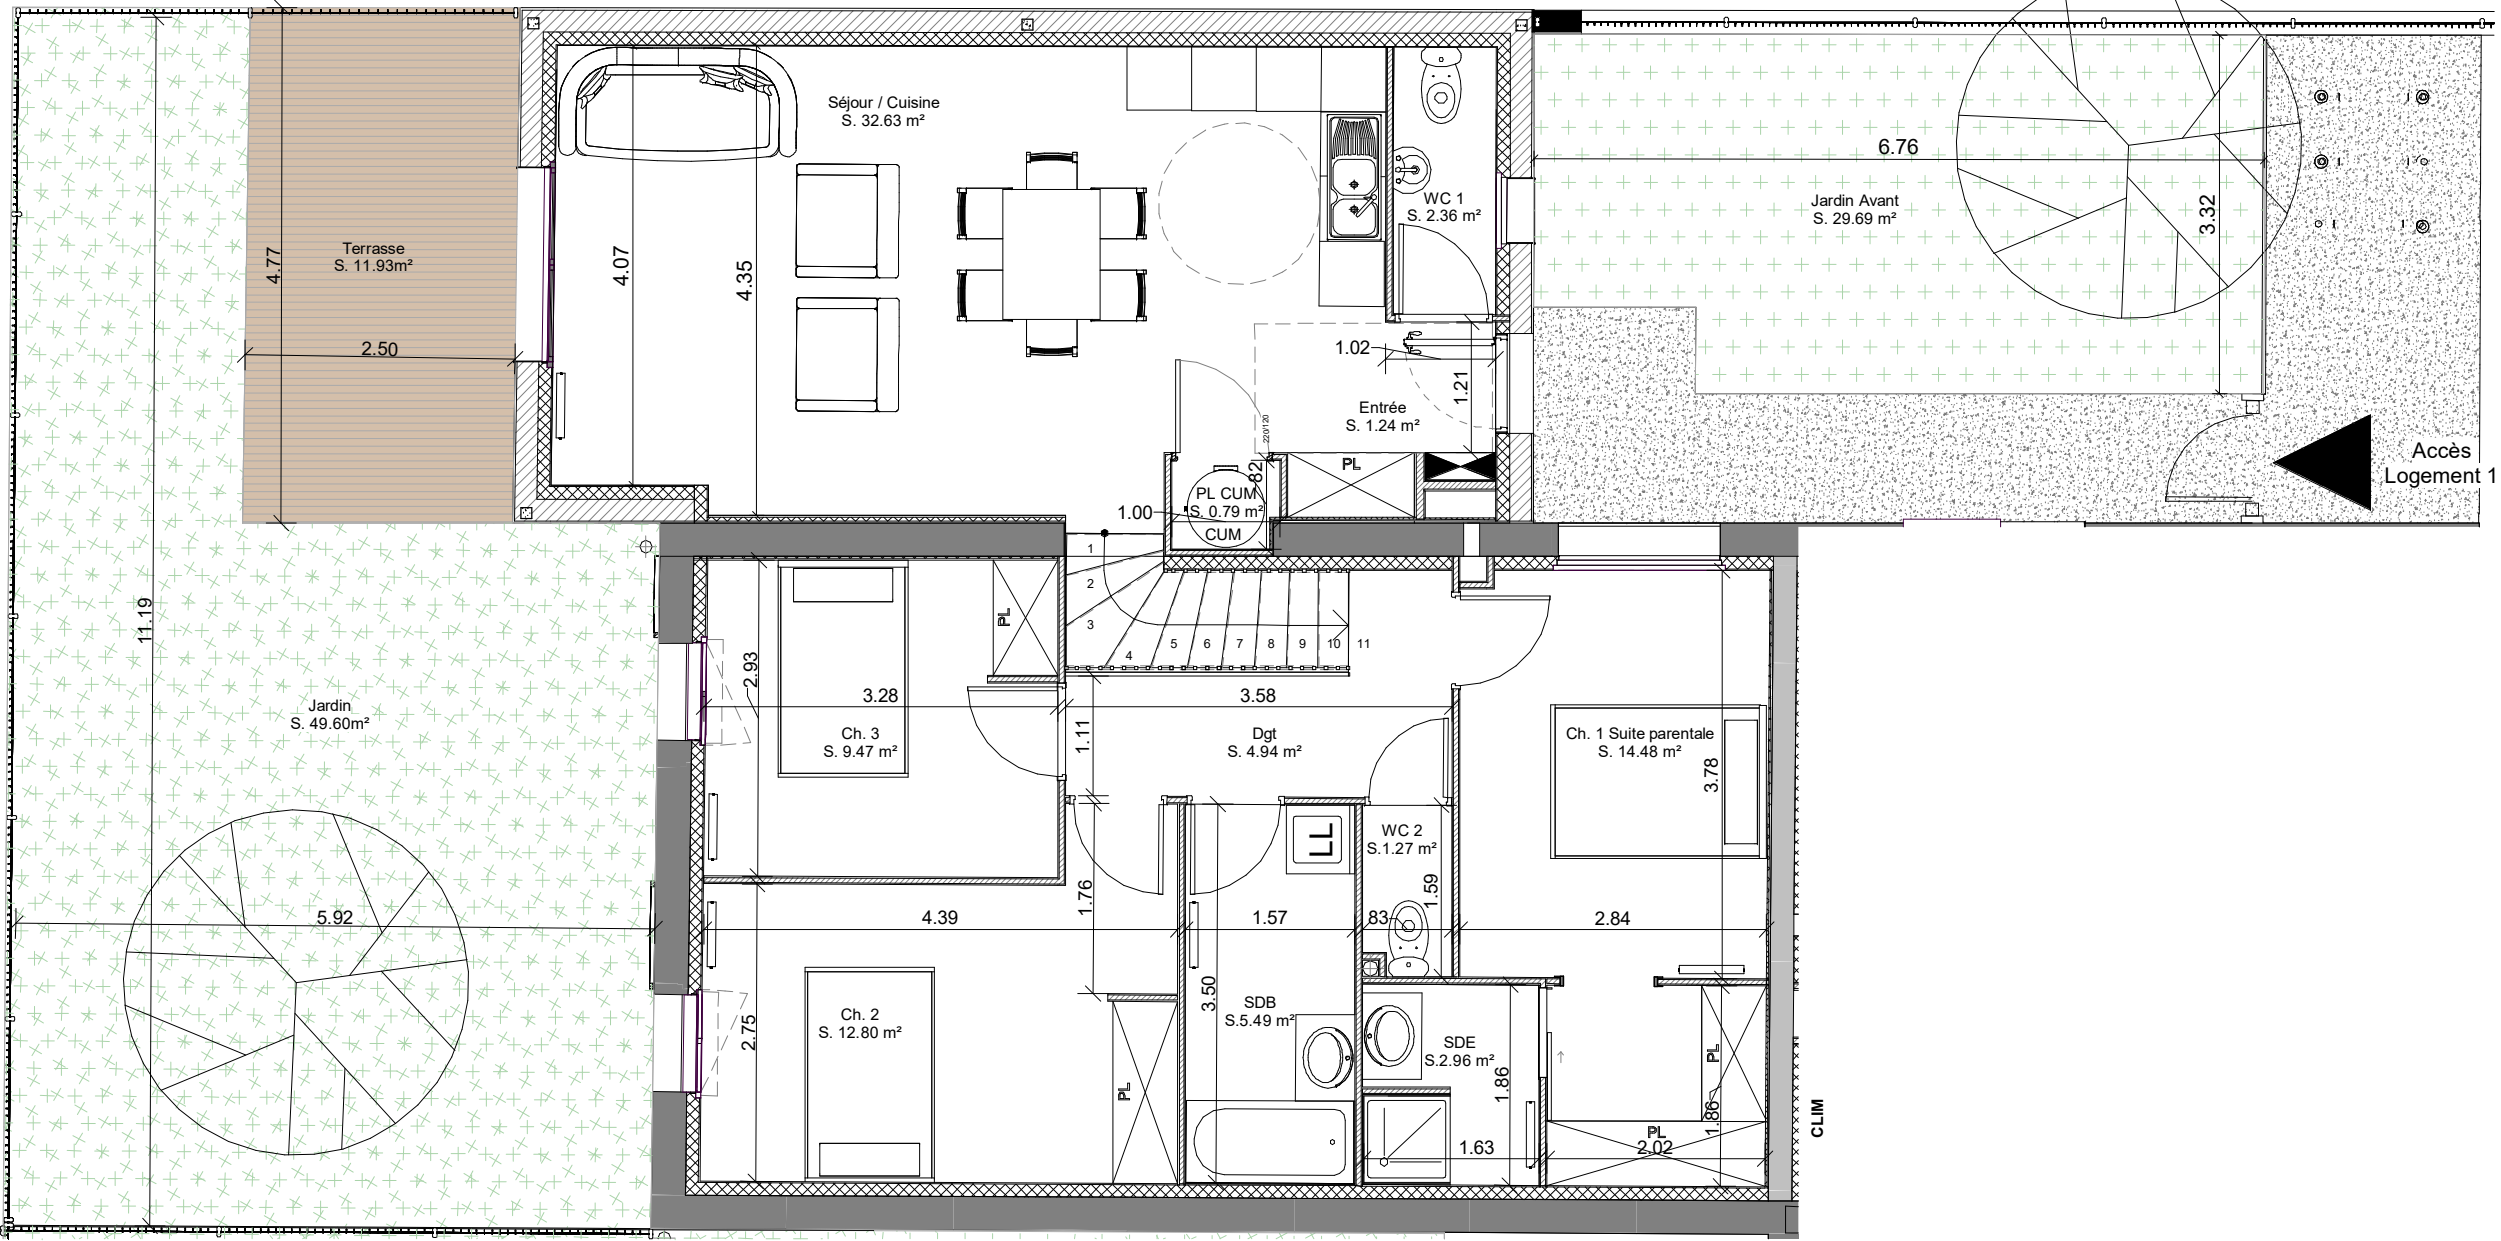 Séjour / Cuisine
S. 32.63 m²
WC 1
S. 2.36 m²
6.76
Jardin Avant
S. 29.69 m²
3.32
Terrasse
S. 11.93m²
4.77
4.07
4.35
2.50
1.02
1.21
Entrée
S. 1.24 m²
220/120
PL
.82
PL CUM
S. 0.79 m²
CUM
1.00
Accès
Logement 1
1
2
3
4
5
6
7
8
9
10
11
11.19
PL
2.93
3.28
3.58
1.11
Jardin
S. 49.60m²
Ch. 3
S. 9.47 m²
Dgt
S. 4.94 m²
Ch. 1 Suite parentale
S. 14.48 m²
3.78
LL
WC 2
S.1.27 m²
1.76
1.59
5.92
4.39
1.57
.83
2.84
3.50
SDB
S.5.49 m²
Ch. 2
S. 12.80 m²
2.75
SDE
S.2.96 m²
1.86
PL
PL
1.86
PL
1.63
2.02
CLIM